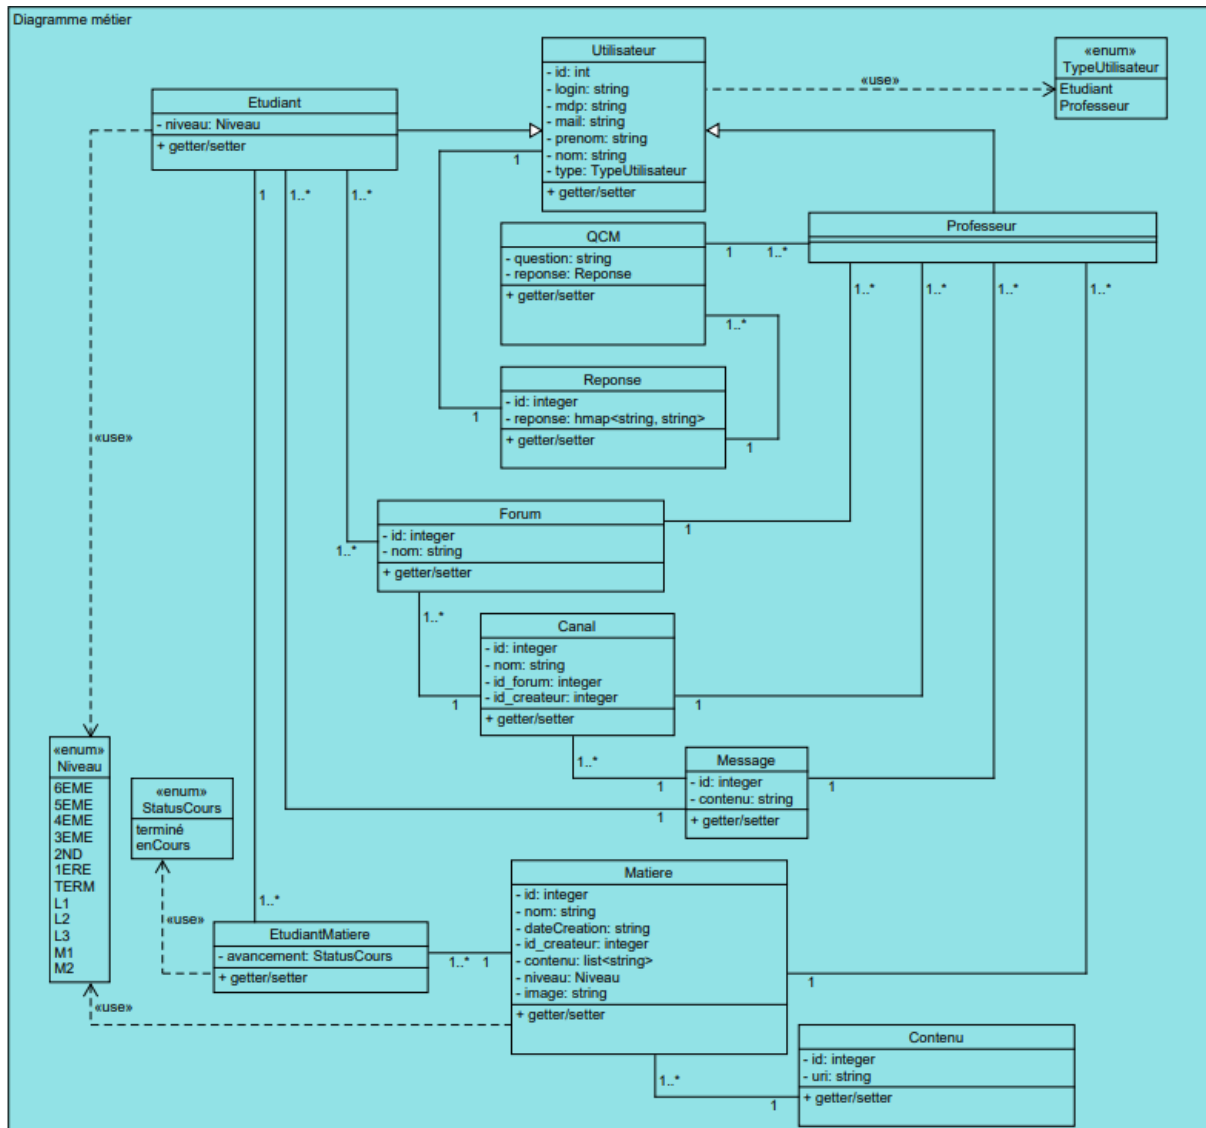 Diagramme métier
Utilisateur
- id: int
- login: string
- mdp: string
- mail: string
- prenom: string
- nom: string
- type: TypeUtilisateur
+ getter/setter
«use»
«enum»
TypeUtilisateur
Etudiant
Professeur
Etudiant
- niveau: Niveau
+ getter/setter
1
1
1..*
1..*
Professeur
QCM
- question: string
- reponse: Reponse
+ getter/setter
1
1..*
1..*
1..*
1..*
1..*
1..*
Reponse
- id: integer
- reponse: hmap<string, string>
+ getter/setter
1
1
«use»
Forum
- id: integer
- nom: string
+ getter/setter
1
1..*
1..*
Canal
- id: integer
- nom: string
- id_forum: integer
- id_createur: integer
+ getter/setter
1
1
1..*
Message
- id: integer
- contenu: string
+ getter/setter
1
1
1
«enum»
Niveau
6EME
5EME
4EME
3EME
2ND
1ERE
TERM
L1
L2
L3
M1
M2
«enum»
StatusCours
terminé
enCours
«use»
1..*
EtudiantMatiere
- avancement: StatusCours
+ getter/setter
1..*
1
Matiere
- id: integer
- nom: string
- dateCreation: string
- id_createur: integer
- contenu: list<string>
- niveau: Niveau
- image: string
+ getter/setter
1
«use»
1..*
1
Contenu
- id: integer
- uri: string
+ getter/setter